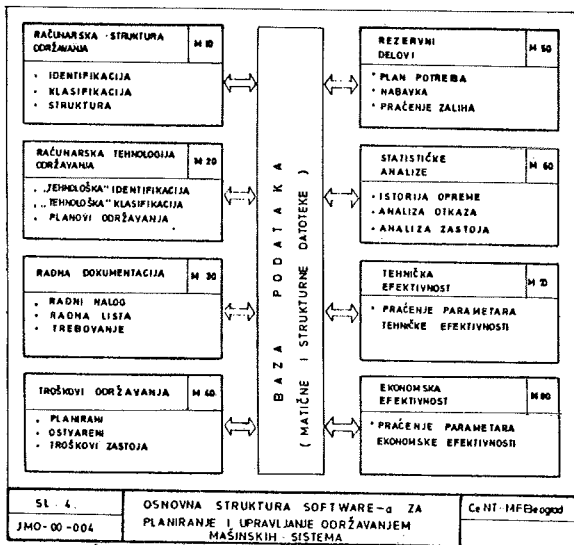 RAČUNARSKA STRUKTURA
ODRŽAVANJA
M 10
• IDENTIFIKACIJA
• KLASIFIKACIJA
• STRUKTURA
RAČUNARSKA TEHNOLOGIJA
ODRŽAVANJA
M 20
• „TEHNOLOŠKA" IDENTIFIKACIJA
• „TEHNOLOŠKA" KLASIFIKACIJA
• PLANOVI ODRŽAVANJA
RADNA DOKUMENTACIJA
M 30
• RADNI NALOG
• RADNA LISTA
• TREBOVANJE
TROŠKOVI ODRŽAVANJA
M 40
• PLANIRANI
• OSTVARENI
• TROŠKOVI ZASTOJA
BAZA PODATAKA
( MATIČNE I STRUKTURNE DATOTEKE )
REZERVNI
DELOVI
M 50
• PLAN POTREBA
• NABAVKA
• PRAĆENJE ZALIHA
STATISTIČKE
ANALIZE
M 60
• ISTORIJA OPREME
• ANALIZA OTKAZA
• ANALIZA ZASTOJA
TEHNIČKA
EFEKTIVNOST
M 70
• PRAĆENJE PARAMETARA
TEHNIČKE EFEKTIVNOSTI
EKONOMSKA
EFEKTIVNOST
M 80
• PRAĆENJE PARAMETARA
EKONOMSKE EFEKTIVNOSTI
SL. 4.
JMO-00-004
OSNOVNA STRUKTURA SOFTWARE-a ZA
PLANIRANJE I UPRAVLJANJE ODRŽAVANJEM
MAŠINSKIH SISTEMA
CeNT-MF Beograd